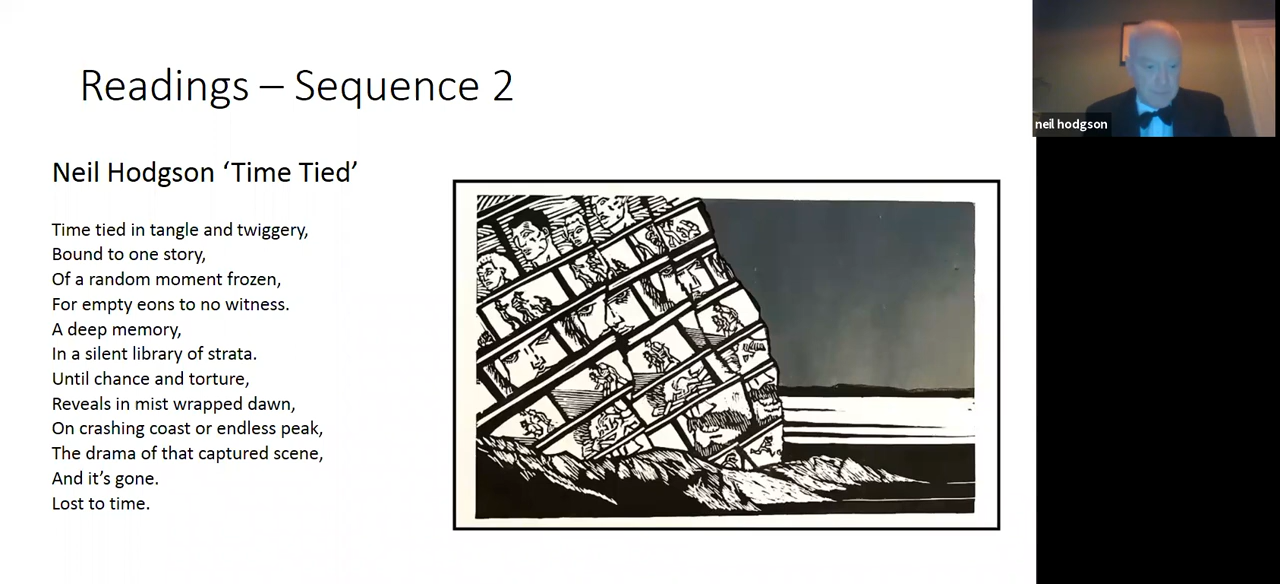 Readings – Sequence 2
Neil Hodgson ‘Time Tied’
Time tied in tangle and twiggery,
Bound to one story,
Of a random moment frozen,
For empty eons to no witness.
A deep memory,
In a silent library of strata.
Until chance and torture,
Reveals in mist wrapped dawn,
On crashing coast or endless peak,
The drama of that captured scene,
And it’s gone.
Lost to time.
neil hodgson